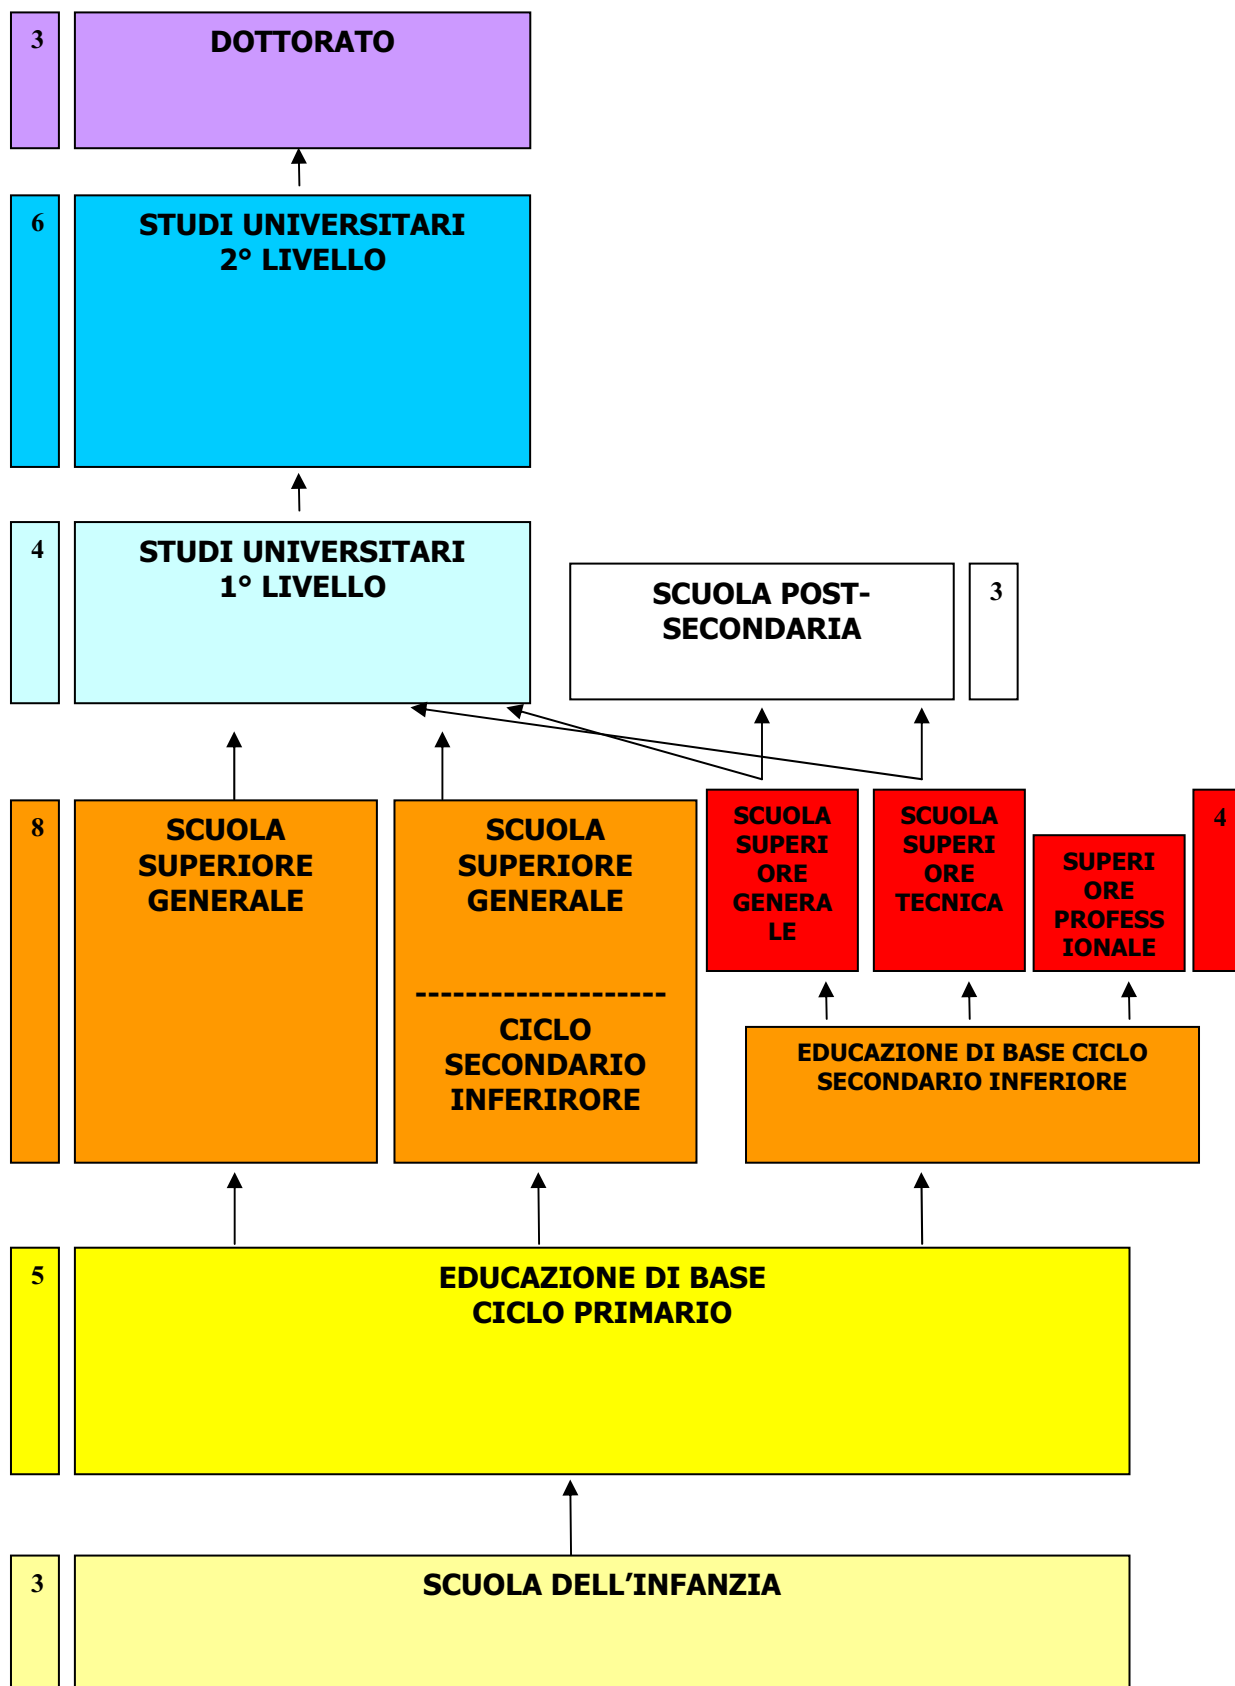 3
DOTTORATO
6
STUDI UNIVERSITARI
2° LIVELLO
4
STUDI UNIVERSITARI
1° LIVELLO
SCUOLA POST-
SECONDARIA
3
8
SCUOLA
SUPERIORE
GENERALE
SCUOLA
SUPERIORE
GENERALE
--------------------
CICLO
SECONDARIO
INFERIRORE
SCUOLA
SUPERI
ORE
GENERA
LE
SCUOLA
SUPERI
ORE
TECNICA
SUPERI
ORE
PROFESS
IONALE
4
EDUCAZIONE DI BASE CICLO
SECONDARIO INFERIORE
5
EDUCAZIONE DI BASE
CICLO PRIMARIO
3
SCUOLA DELL’INFANZIA